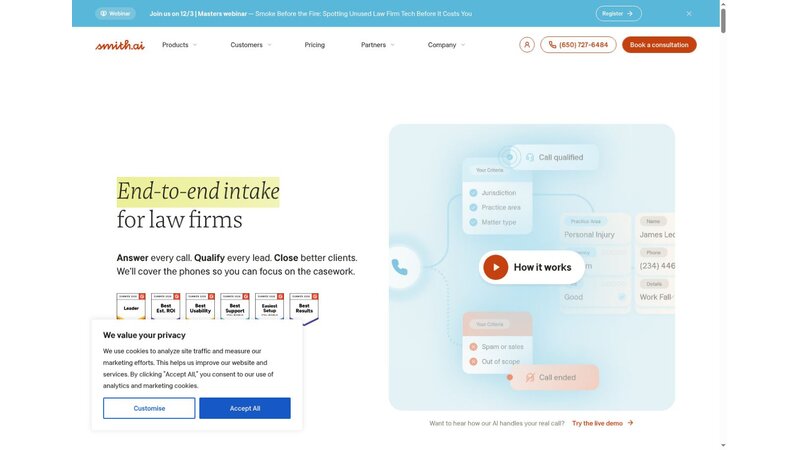 Webinar
Join us on 12/3 | Masters webinar — Smoke Before the Fire: Spotting Unused Law Firm Tech Before It Costs You
Register
smith.ai
Products
Customers
Pricing
Partners
Company
(650) 727-6484
Book a consultation
End-to-end intake
for law firms
Answer every call. Qualify every lead. Close better clients.
We'll cover the phones so you can focus on the casework.
Leader
Best
Est. ROI
Best
Usability
Best
Support
Easiest
Setup
Best
Results
Call qualified
Your Criteria
Jurisdiction
Practice area
Matter type
Practice Area
Personal Injury
Name
James Lec
Phone
(234) 446
Good
Details
Work Fall
How it works
Your Criteria
Spam or sales
Out of scope
Call ended
Want to hear how our AI handles your real call? Try the live demo
We value your privacy
We use cookies to analyze site traffic and measure our
marketing efforts. This helps us improve our website and
services. By clicking "Accept All," you consent to our use of
analytics and marketing cookies.
Customise
Accept All